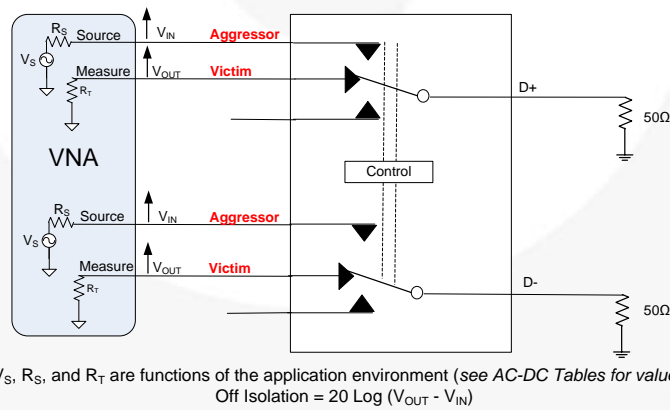 RS
Source
VIN
Aggressor
VS
Measure
VOUT
Victim
RT
D+
50Ω
VNA
Control
RS
Source
VIN
Aggressor
VS
Measure
VOUT
Victim
RT
D-
50Ω
VS, RS, and RT are functions of the application environment (see AC-DC Tables for value
Off Isolation = 20 Log (VOUT - VIN)